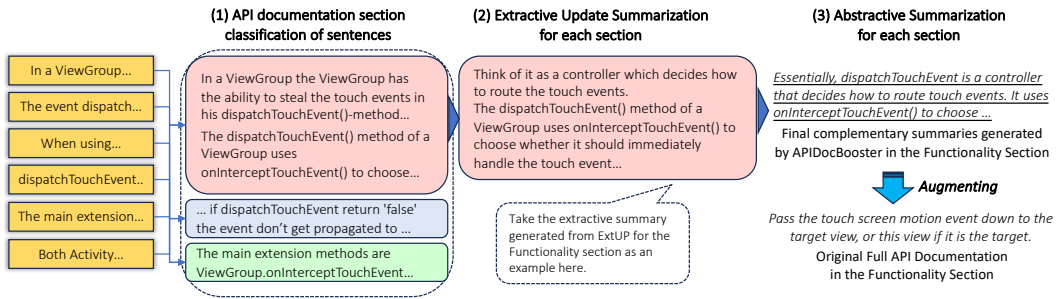 (1) API documentation section
classification of sentences
(2) Extractive Update Summarization
for each section
(3) Abstractive Summarization
for each section
In a ViewGroup…
The event dispatch…
When using…
dispatchTouchEvent..
The main extension…
Both Activity…
In a ViewGroup the ViewGroup has
the ability to steal the touch events in
his dispatchTouchEvent()-method…
The dispatchTouchEvent() method of a
ViewGroup uses
onInterceptTouchEvent() to choose…
… if dispatchTouchEvent return 'false'
the event don't get propagated to …
The main extension methods are
ViewGroup.onInterceptTouchEvent…
Think of it as a controller which decides how
to route the touch events.
The dispatchTouchEvent() method of a
ViewGroup uses onInterceptTouchEvent() to
choose whether it should immediately
handle the touch event…
Take the extractive summary
generated from ExtUP for the
Functionality section as an
example here.
Essentially, dispatchTouchEvent is a controller
that decides how to route touch events. It uses
onInterceptTouchEvent() to choose …
Final complementary summaries generated
by APIDocBooster in the Functionality Section
Augmenting
Pass the touch screen motion event down to the
target view, or this view if it is the target.
Original Full API Documentation
in the Functionality Section